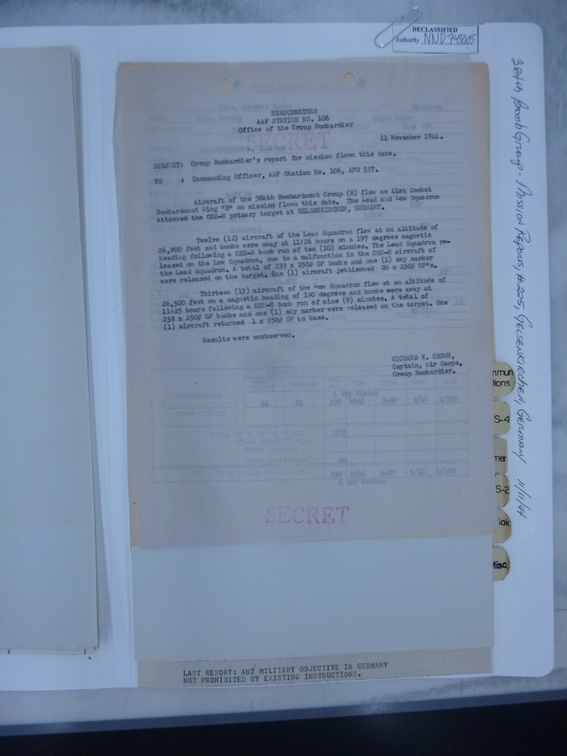 DECLASSIFIED
Authority NND 745005
HEADQUARTERS
AAF STATION NO. 106
Office of the Group Bombardier
SECRET
11 November 1944.
SUBJECT: Group Bombardier's report for mission flown this date.
TO : Commanding Officer, AAF Station No. 106, APO 557.
Aircraft of the 384th Bombardment Group (H) flew as 41st Combat
Bombardment Wing "B" on mission flown this date. The Lead and Low Squadron
attacked the GEE-H primary target at GELSENKIRCHEN, GERMANY.
Twelve (12) aircraft of the Lead Squadron flew at an altitude of
26,800 feet and bombs were away at 11:26 hours on a 197 degrees magnetic
heading following a GEE-H bomb run of ten (10) minutes. The Lead Squadron re-
leased on the Low Squadron, due to a malfunction in the GEE-H aircraft of
the Lead Squadron. A total of 239 x 250# GP bombs and one (1) sky marker
were released on the target. One (1) aircraft jettisoned 20 x 250# GP's.
Thirteen (13) aircraft of the Low Squadron flew at an altitude of
26,500 feet on a magnetic heading of 190 degrees and bombs were away at
11:25 hours following a GEE-H bomb run of nine (9) minutes. A total of
258 x 250# GP bombs and one (1) sky marker were released on the target. One
(1) aircraft returned 1 x 250# GP to base.
Results were unobserved.
RICHARD K. CROWN,
Captain, Air Corps,
Group Bombardier.
SECRET
LAST RESORT: ANY MILITARY OBJECTIVE IN GERMANY
NOT PROHIBITED BY EXISTING INSTRUCTIONS.
mmun
tions
S-4
mer
S-2
lak
Misc.
384th Bomb Group - Mission Reports, #205, Gelsenkirchen, Germany 11/11/44